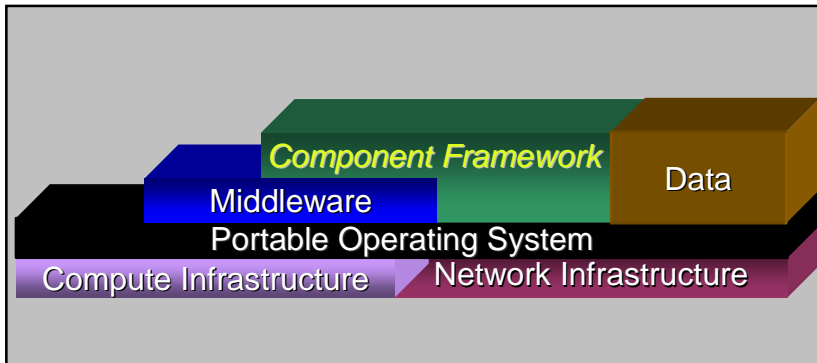 Component Framework
Data
Middleware
Portable Operating System
Compute Infrastructure
Network Infrastructure